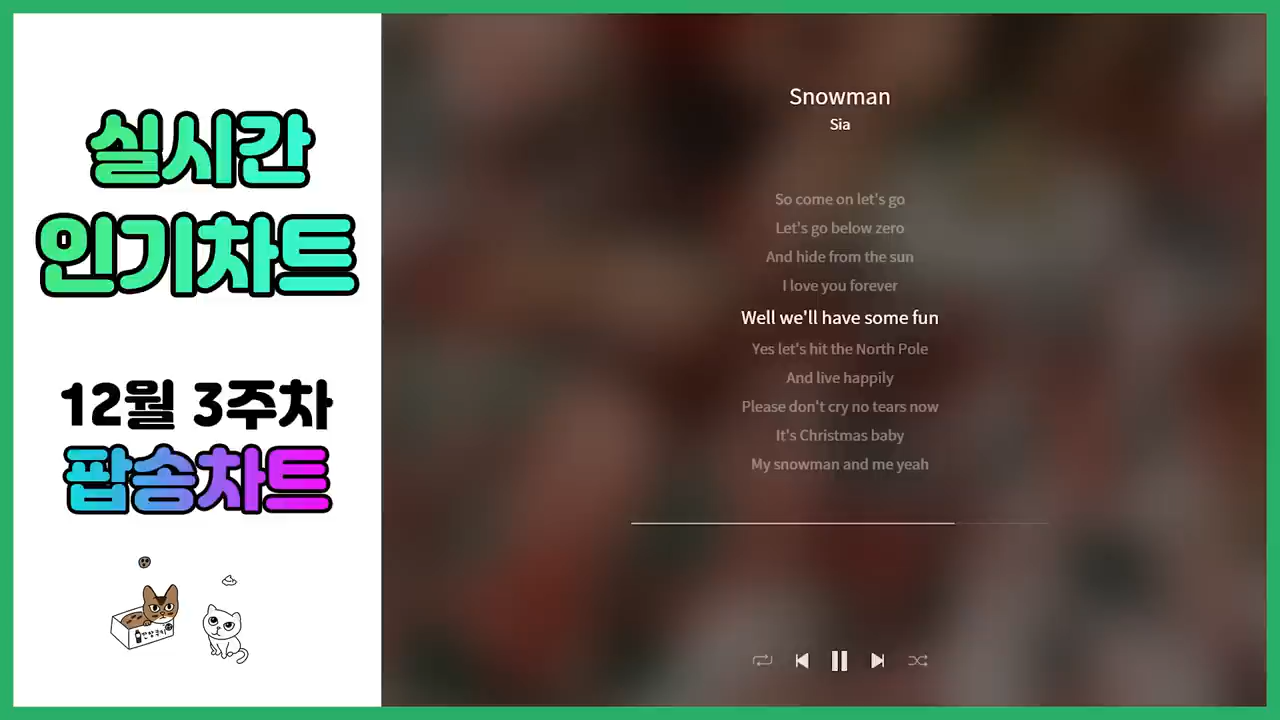 실시간
인기차트
12월 3주차
팝송차트
Snowman
Sia
So come on let's go
Let's go below zero
And hide from the sun
I love you forever
Well we'll have some fun
Yes let's hit the North Pole
And live happily
Please don't cry no tears now
It's Christmas baby
My snowman and me yeah